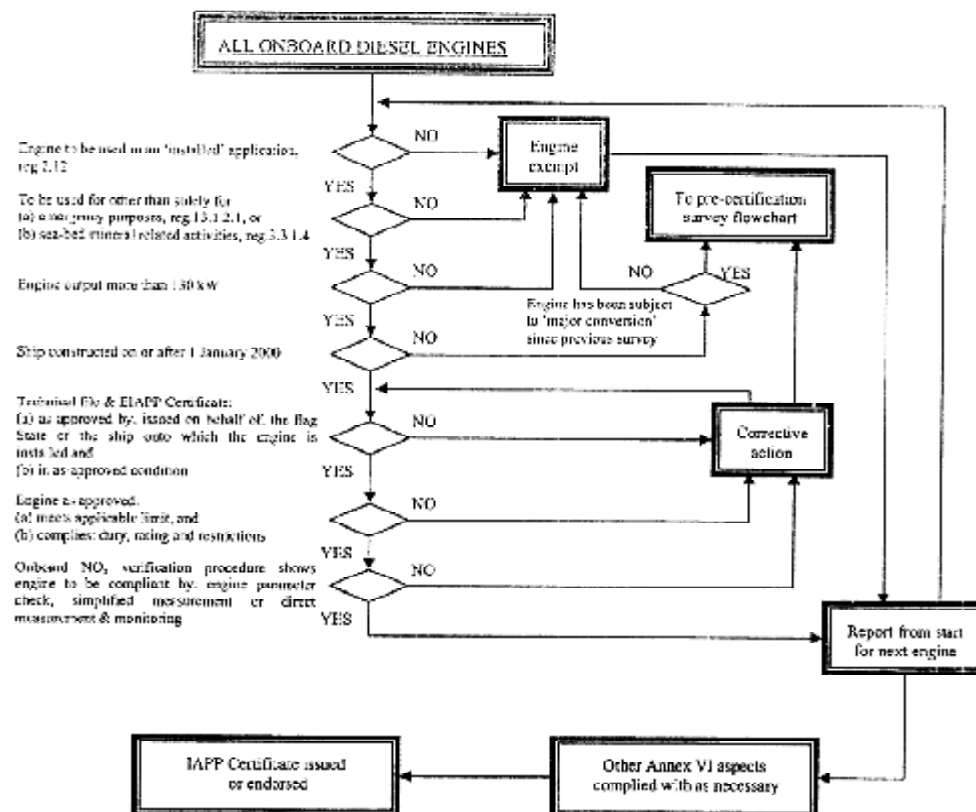 ALL ONBOARD DIESEL ENGINES
Engine to be used in an 'installed' application,
reg 2.12
NO
Engine
exempt
YES
To be used for other than solely for
(a) emergency purposes, reg.13.1.2.1, or
(b) sea-bed mineral related activities, reg.3.3.1.4
NO
To pre-certification
survey flowchart
YES
Engine output more than 130 kW
NO
NO
YES
Engine has been subject
to 'major conversion'
since previous survey
YES
Ship constructed on or after 1 January 2000
NO
YES
Technical File & EIAPP Certificate:
(a) as approved by, issued on behalf of, the flag
State of the ship onto which the engine is
installed and
(b) in as-approved condition
NO
Corrective
action
YES
Engine as approved,
(a) meets applicable limit, and
(b) complies: duty, rating and restrictions
NO
YES
Onboard NOx verification procedure shows
engine to be compliant by: engine parameter
check, simplified measurement or direct
measurement & monitoring
NO
YES
Report from start
for next engine
IAPP Certificate issued
or endorsed
Other Annex VI aspects
complied with as necessary